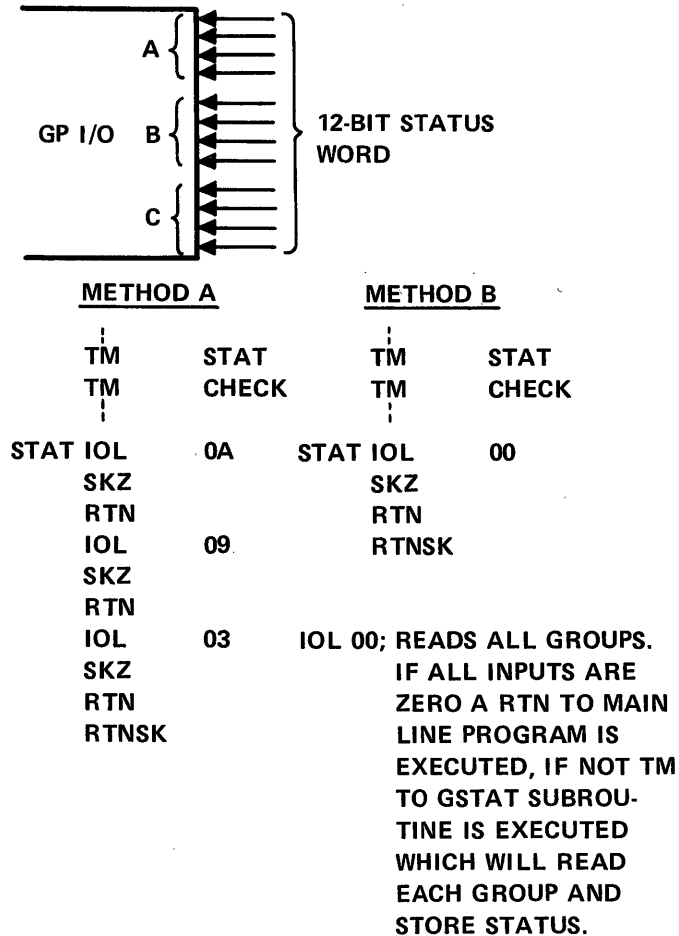 A
GP I/O B
12-BIT STATUS
WORD
C
METHOD A
TM STAT
TM CHECK
STAT IOL 0A
SKZ
RTN
IOL 09
SKZ
RTN
IOL 03
SKZ
RTN
RTNSK
METHOD B
TM STAT
TM CHECK
STAT IOL 00
SKZ
RTN
RTNSK
IOL 00; READS ALL GROUPS.
IF ALL INPUTS ARE
ZERO A RTN TO MAIN
LINE PROGRAM IS
EXECUTED, IF NOT TM
TO GSTAT SUBROU-
TINE IS EXECUTED
WHICH WILL READ
EACH GROUP AND
STORE STATUS.